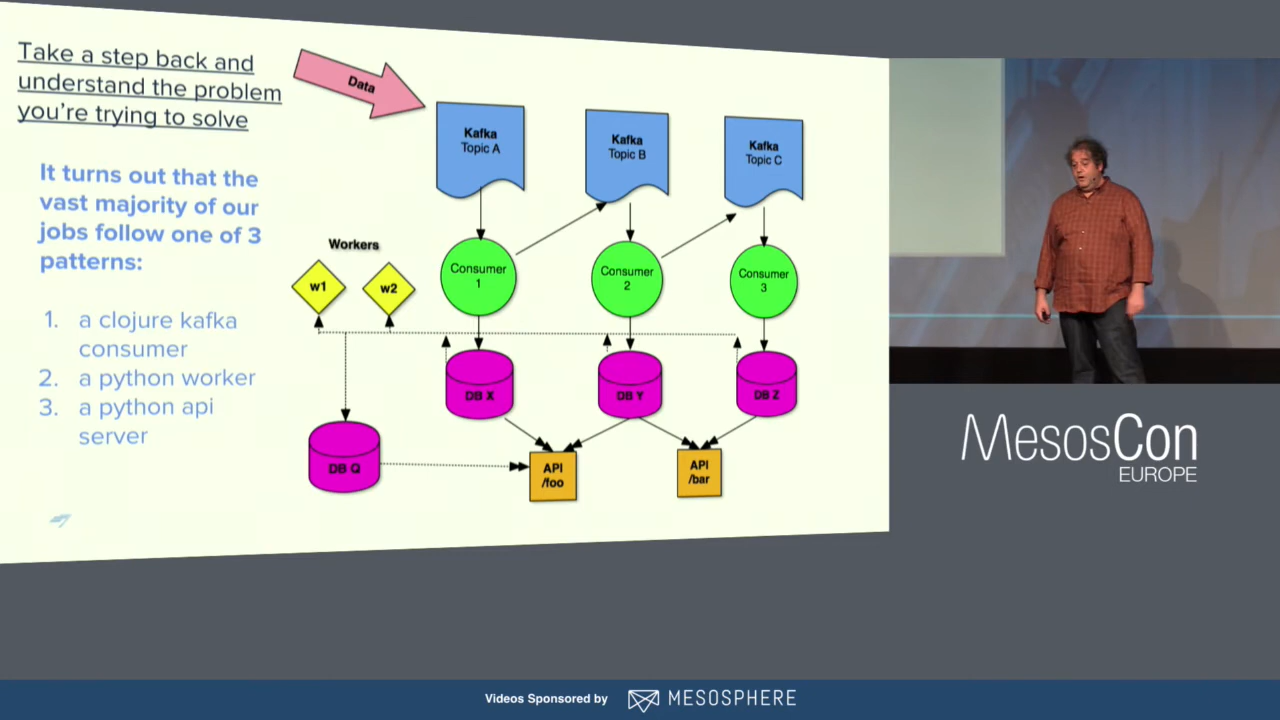 Take a step back and
understand the problem
you're trying to solve
It turns out that the
vast majority of our
jobs follow one of 3
patterns:
1. a clojure kafka
consumer
2. a python worker
3. a python api
server
Data
Kafka
Topic A
Kafka
Topic B
Kafka
Topic C
Workers
w1
w2
Consumer
1
Consumer
2
Consumer
3
DB X
DB Y
DB Z
DB Q
API
/foo
API
/bar
MesosCon
EUROPE
Videos Sponsored by
MESOSPHERE